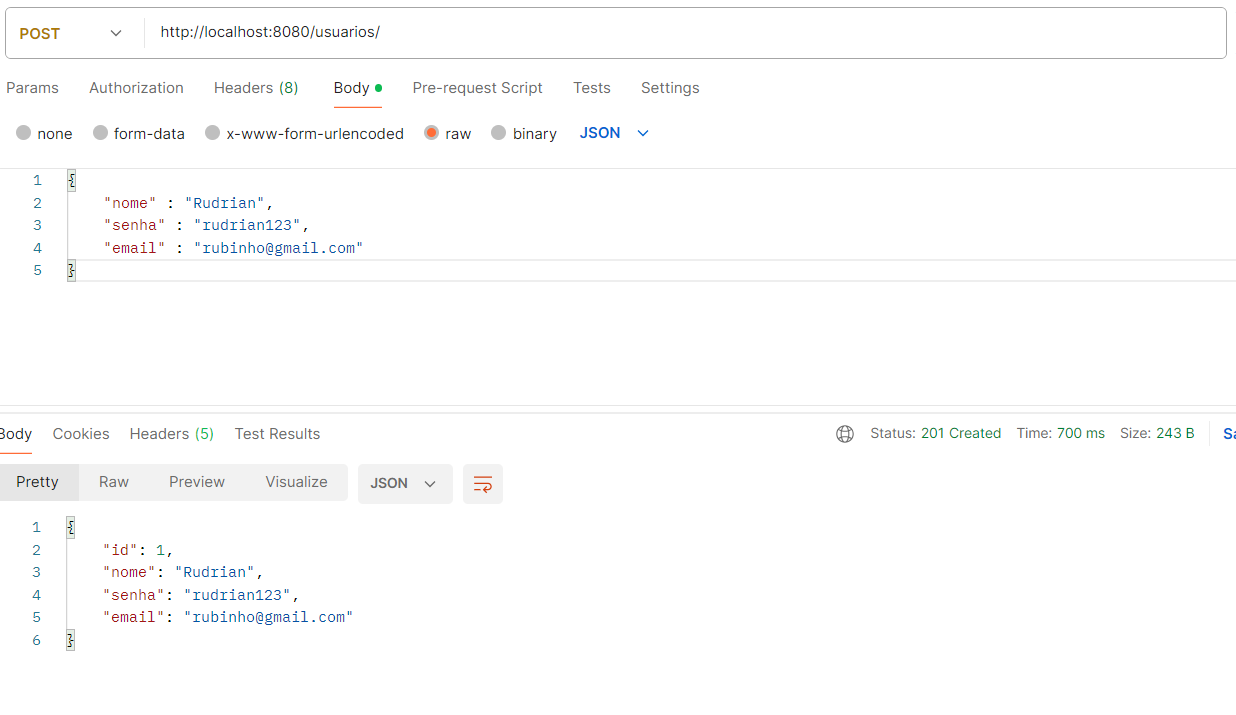 POST http://localhost:8080/usuarios/
Params Authorization Headers (8) Body Pre-request Script Tests Settings
none form-data x-www-form-urlencoded raw binary JSON
1 {
2 "nome" : "Rudrian",
3 "senha" : "rudrian123",
4 "email" : "rubinho@gmail.com"
5 }
Body Cookies Headers (5) Test Results Status: 201 Created Time: 700 ms Size: 243 B Sa
Pretty Raw Preview Visualize JSON
1 {
2 "id": 1,
3 "nome": "Rudrian",
4 "senha": "rudrian123",
5 "email": "rubinho@gmail.com"
6 }